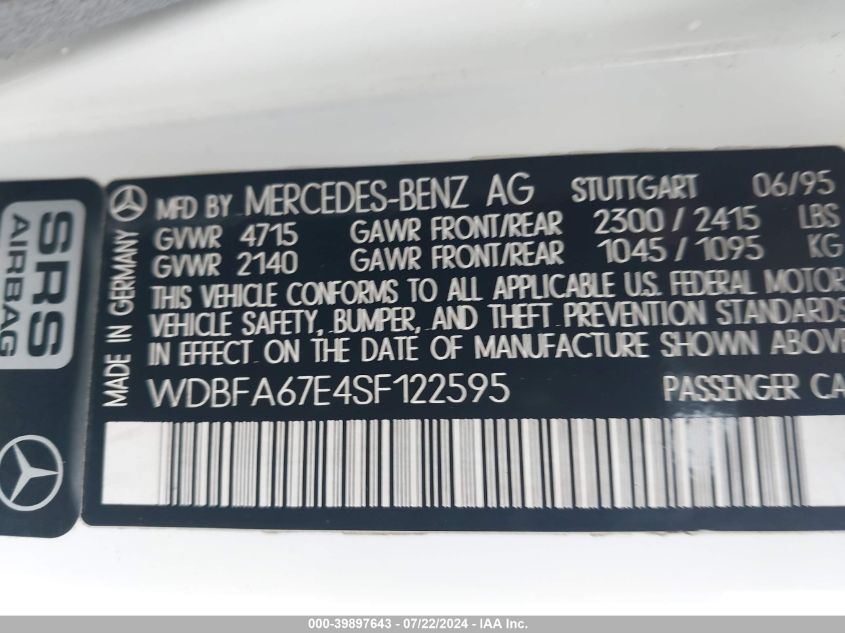 SRS
AIRBAG
MADE IN GERMANY
MFD BY MERCEDES-BENZ AG STUTTGART 06/95
GVWR 4715 GAWR FRONT/REAR 2300 / 2415 LBS
GVWR 2140 GAWR FRONT/REAR 1045 / 1095 KG
THIS VEHICLE CONFORMS TO ALL APPLICABLE U.S. FEDERAL MOTOR
VEHICLE SAFETY, BUMPER, AND THEFT PREVENTION STANDARDS
IN EFFECT ON THE DATE OF MANUFACTURE SHOWN ABOVE
WDBFA67E4SF122595 PASSENGER CA
000-39897643 / 07/22/2024 - IAA Inc.